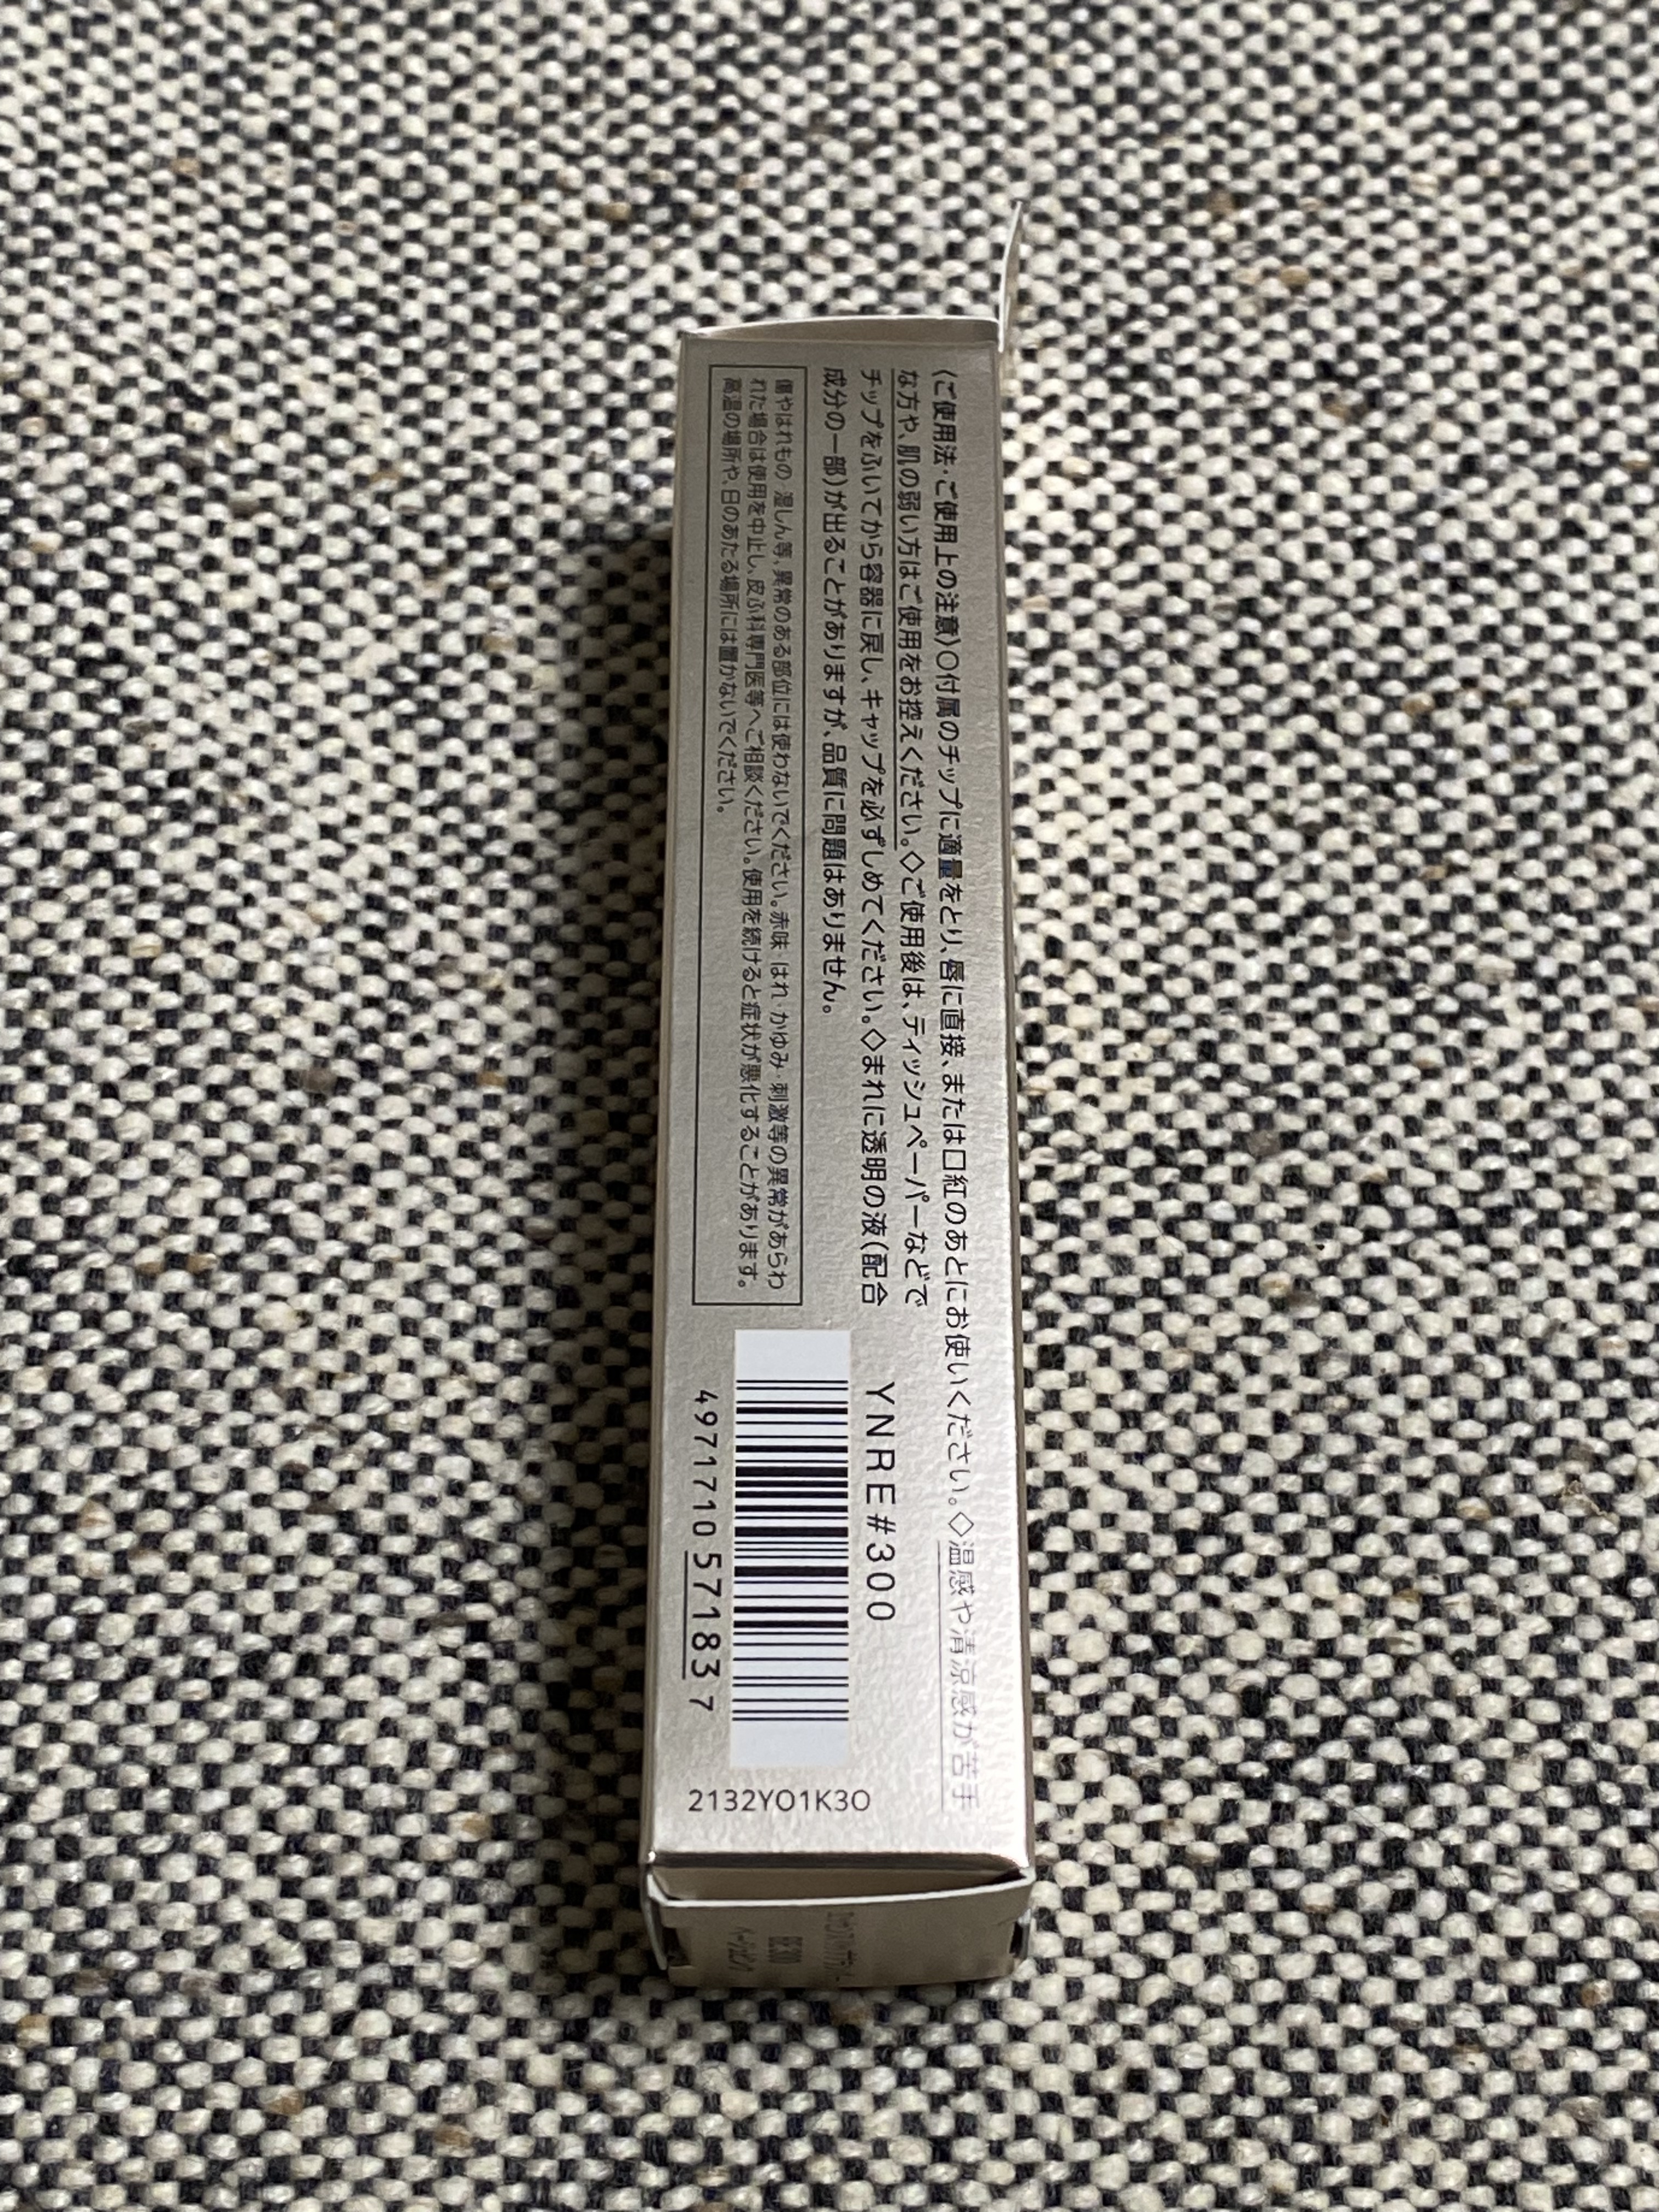 〈ご使用法・ご使用上の注意〉○付属のチップに適量をとり、唇に直接、または口紅のあとにお使いください。◇温感や清涼感が苦手
な方や、肌の弱い方はご使用をお控えください。◇ご使用後は、ティッシュペーパーなどで
チップをふいてから容器に戻し、キャップを必ずしめてください。◇まれに透明の液(配合
成分の一部)が出ることがありますが、品質に問題はありません。
傷やはれもの・湿しん等、異常のある部位には使わないでください。赤味・はれ・かゆみ・刺激等の異常があらわ
れた場合は使用を中止し、皮ふ科専門医等へご相談ください。使用を続けると症状が悪化することがあります。
高温の場所や、日のあたる場所には置かないでください。
YNRE#300
4971710571837
2132YO1K3O